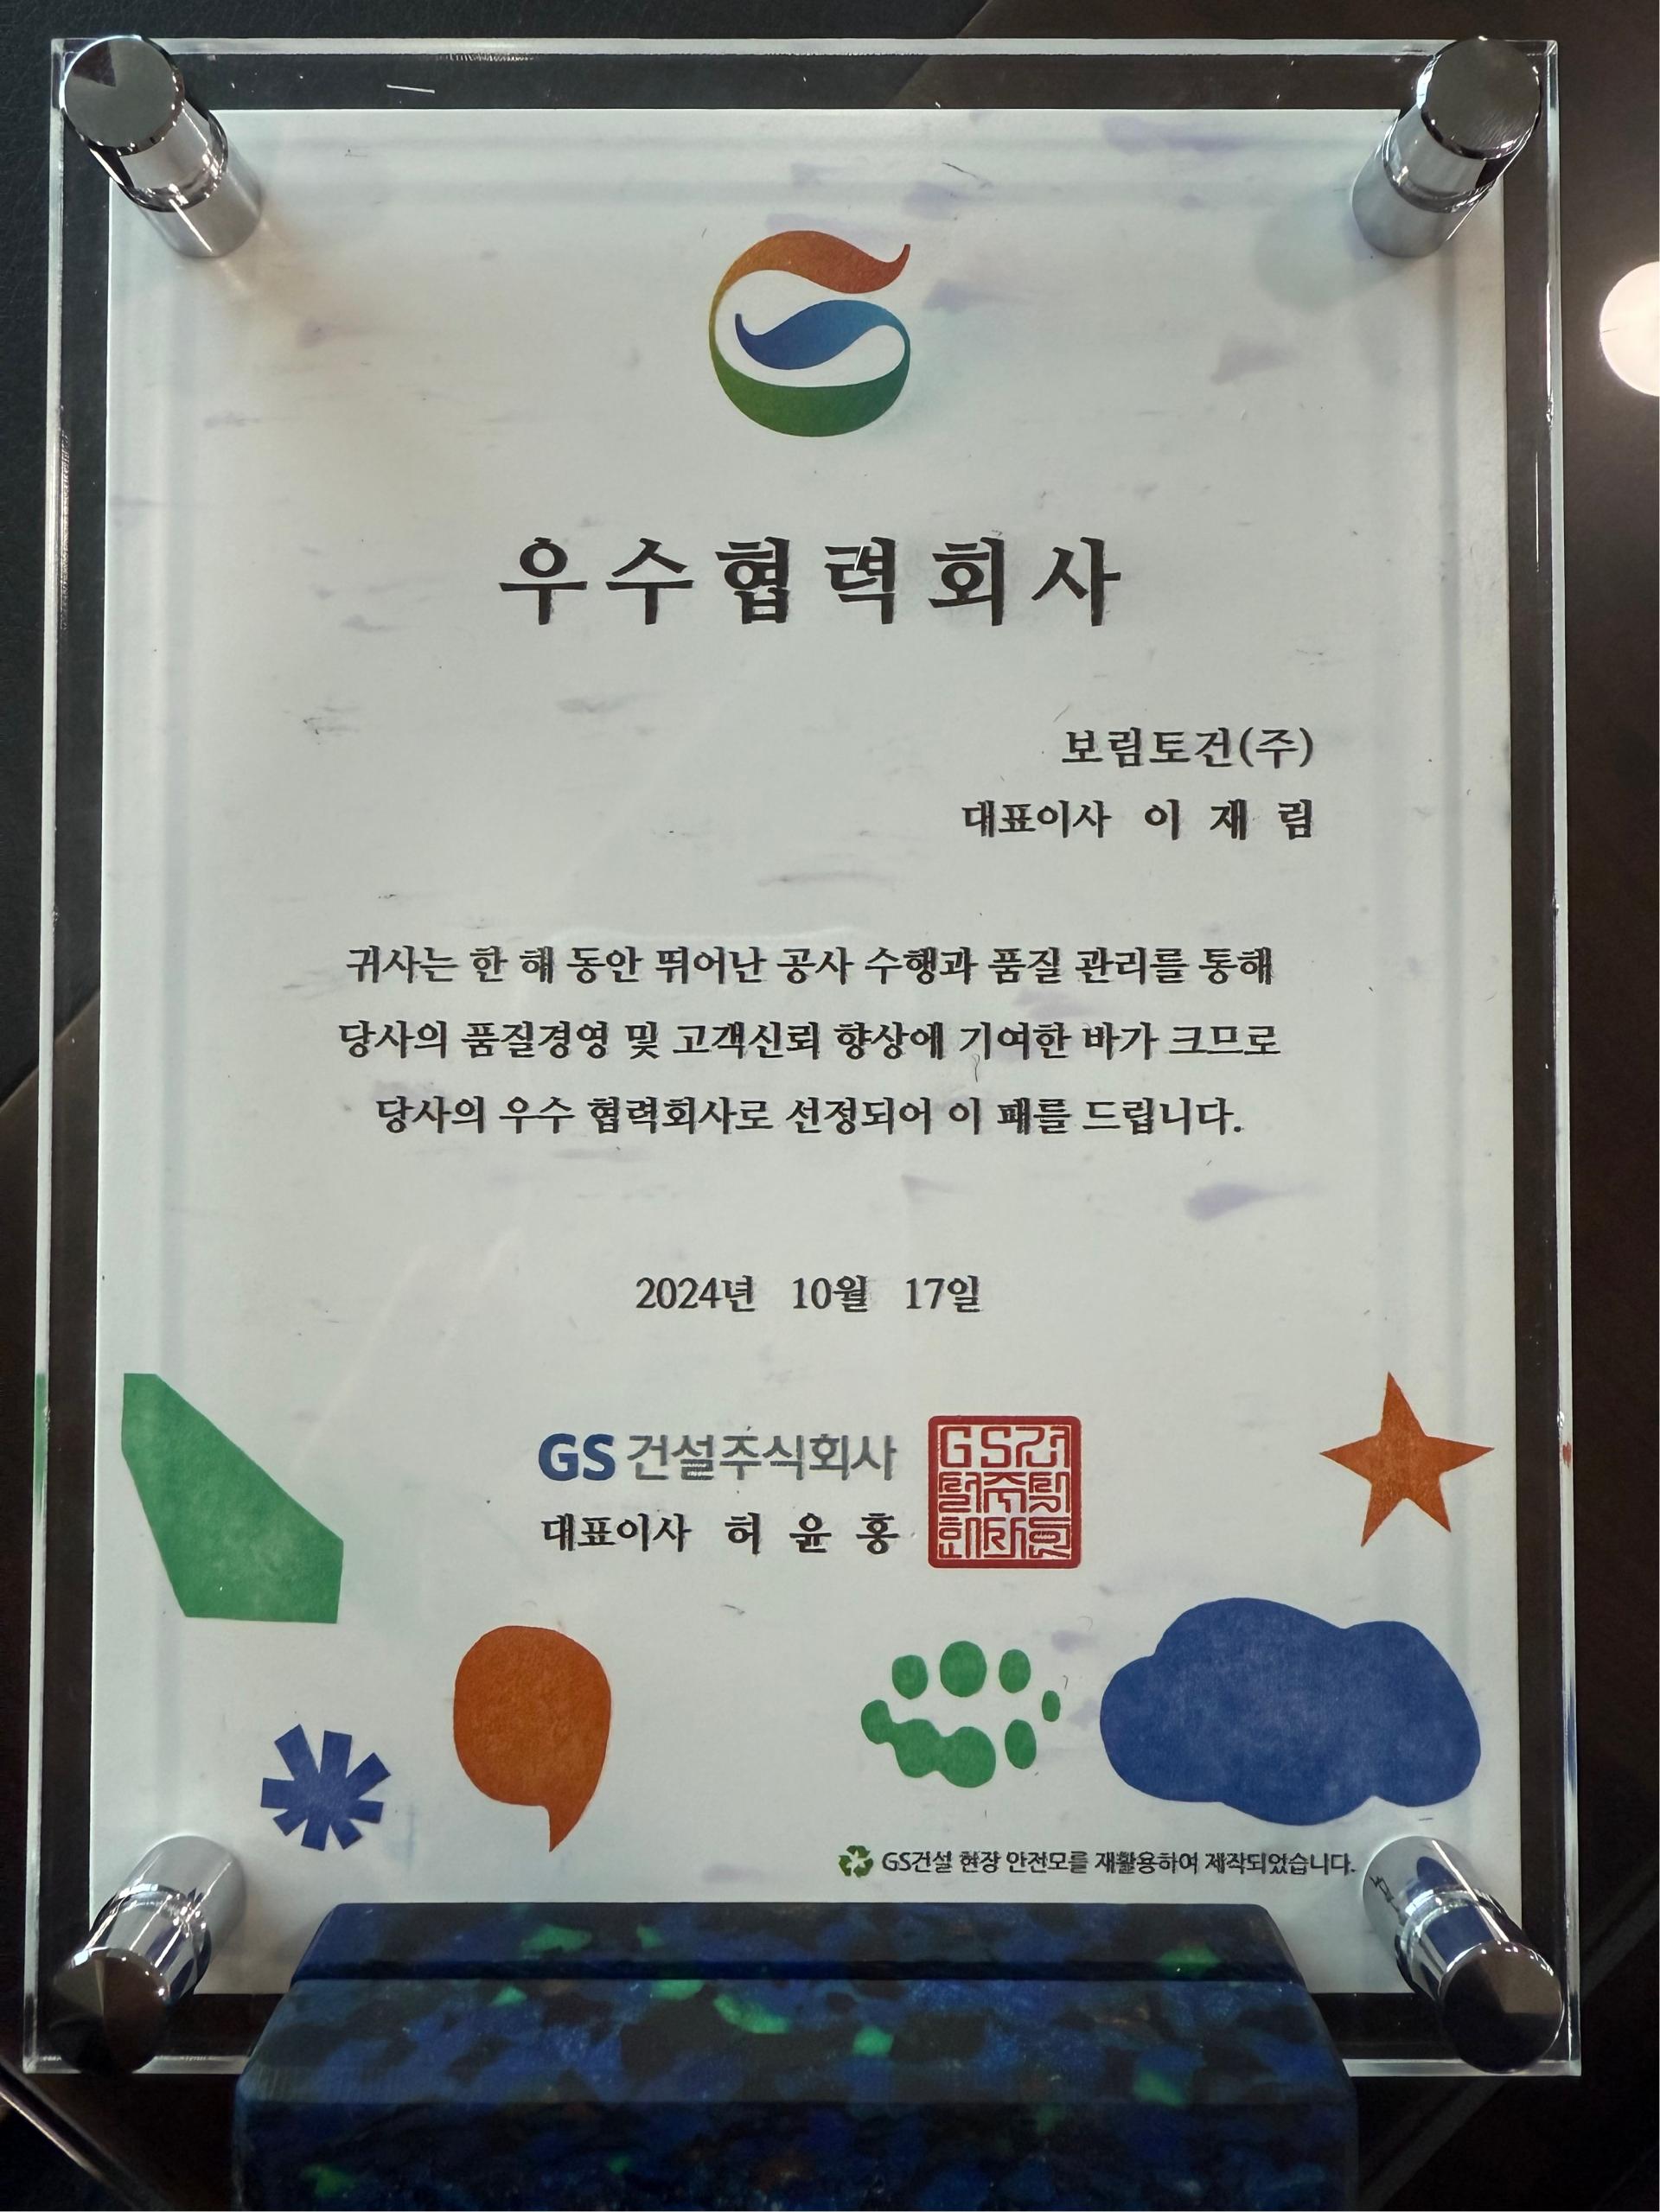 우수협력회사
보림토건(주)
대표이사 이 재 림
귀사는 한 해 동안 뛰어난 공사 수행과 품질 관리를 통해
당사의 품질경영 및 고객신뢰 향상에 기여한 바가 크므로
당사의 우수 협력회사로 선정되어 이 패를 드립니다.
2024년 10월 17일
GS건설주식회사
대표이사 허 윤 홍
GS건설 현장 안전모를 재활용하여 제작되었습니다.